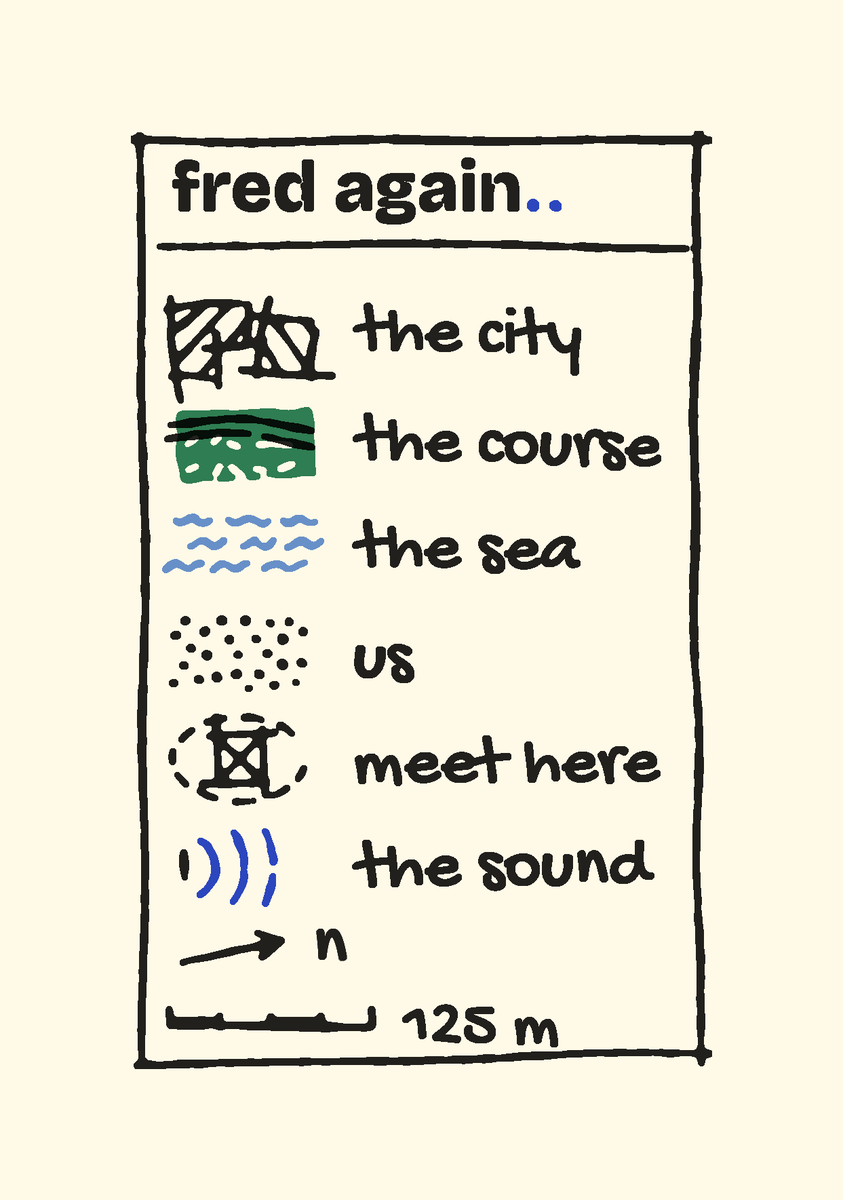 fred again..
the city
the course
the sea
us
meet here
the sound
n
125 m